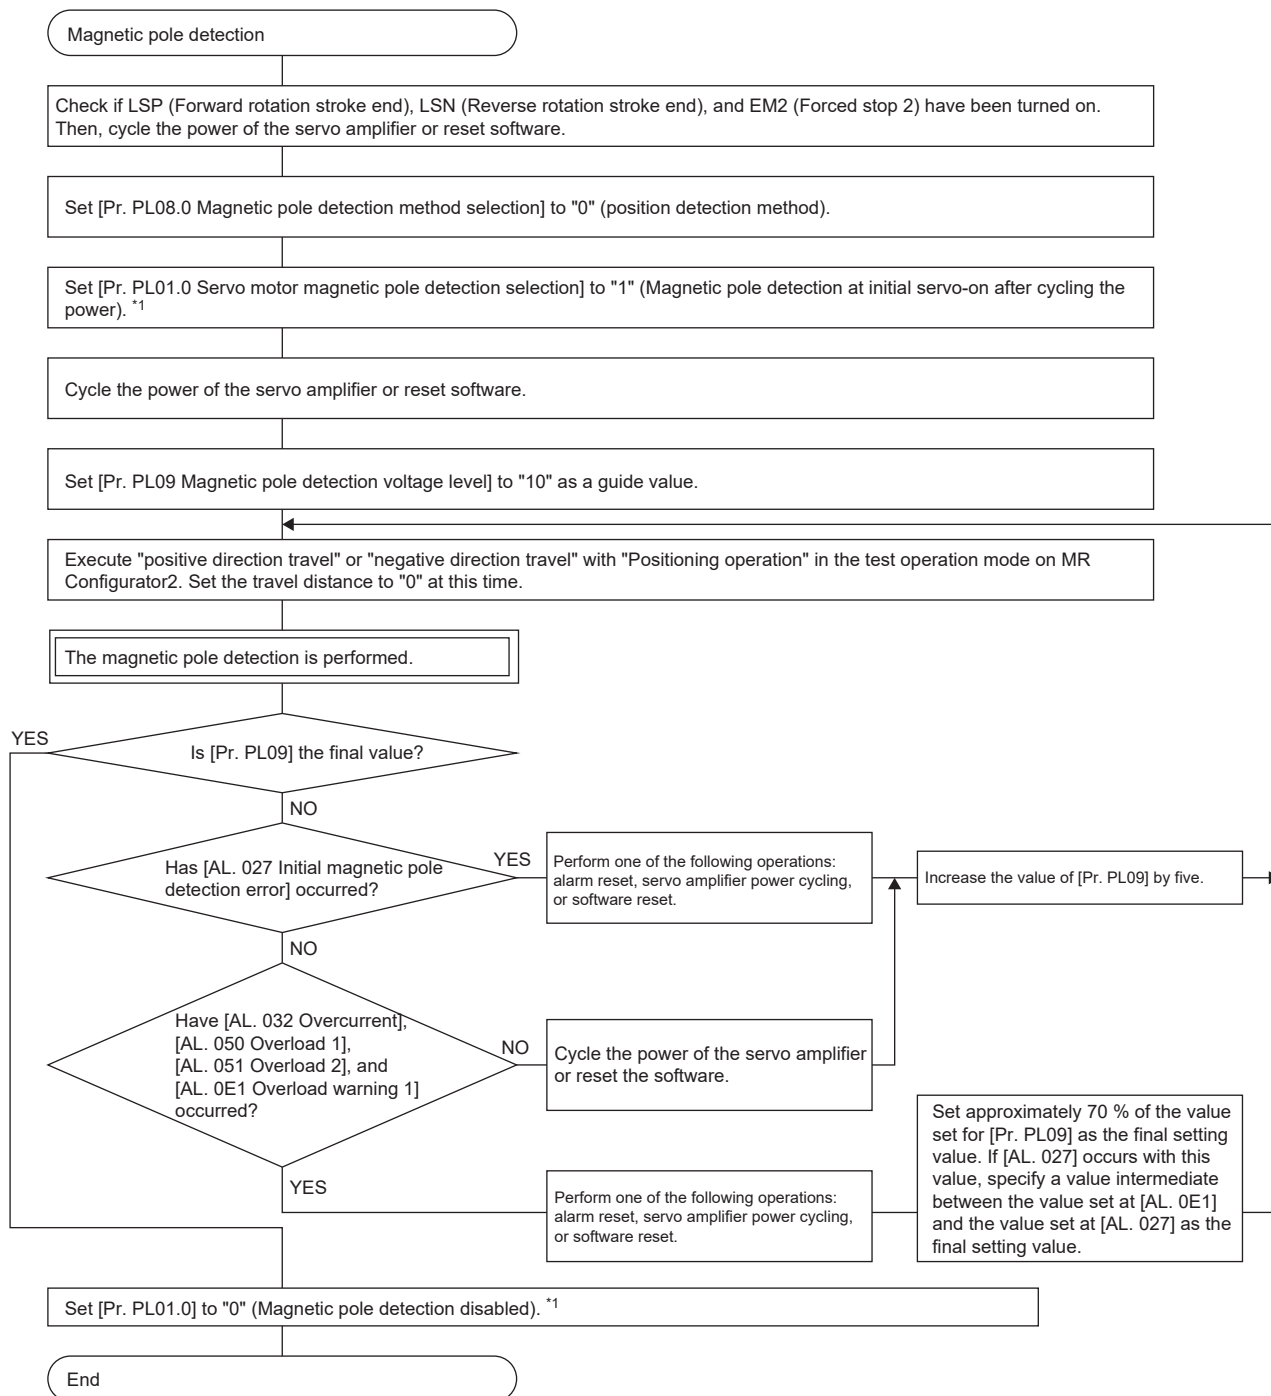 Magnetic pole detection
Check if LSP (Forward rotation stroke end), LSN (Reverse rotation stroke end), and EM2 (Forced stop 2) have been turned on.
Then, cycle the power of the servo amplifier or reset software.
Set [Pr. PL08.0 Magnetic pole detection method selection] to "0" (position detection method).
Set [Pr. PL01.0 Servo motor magnetic pole detection selection] to "1" (Magnetic pole detection at initial servo-on after cycling the
power). *1
Cycle the power of the servo amplifier or reset software.
Set [Pr. PL09 Magnetic pole detection voltage level] to "10" as a guide value.
Execute "positive direction travel" or "negative direction travel" with "Positioning operation" in the test operation mode on MR
Configurator2. Set the travel distance to "0" at this time.
The magnetic pole detection is performed.
YES
Is [Pr. PL09] the final value?
NO
Has [AL. 027 Initial magnetic pole
detection error] occurred?
YES
Perform one of the following operations:
alarm reset, servo amplifier power cycling,
or software reset.
Increase the value of [Pr. PL09] by five.
NO
Have [AL. 032 Overcurrent],
[AL. 050 Overload 1],
[AL. 051 Overload 2], and
[AL. 0E1 Overload warning 1]
occurred?
NO
Cycle the power of the servo amplifier
or reset the software.
YES
Perform one of the following operations:
alarm reset, servo amplifier power cycling,
or software reset.
Set approximately 70 % of the value
set for [Pr. PL09] as the final setting
value. If [AL. 027] occurs with this
value, specify a value intermediate
between the value set at [AL. 0E1]
and the value set at [AL. 027] as the
final setting value.
Set [Pr. PL01.0] to "0" (Magnetic pole detection disabled). *1
End